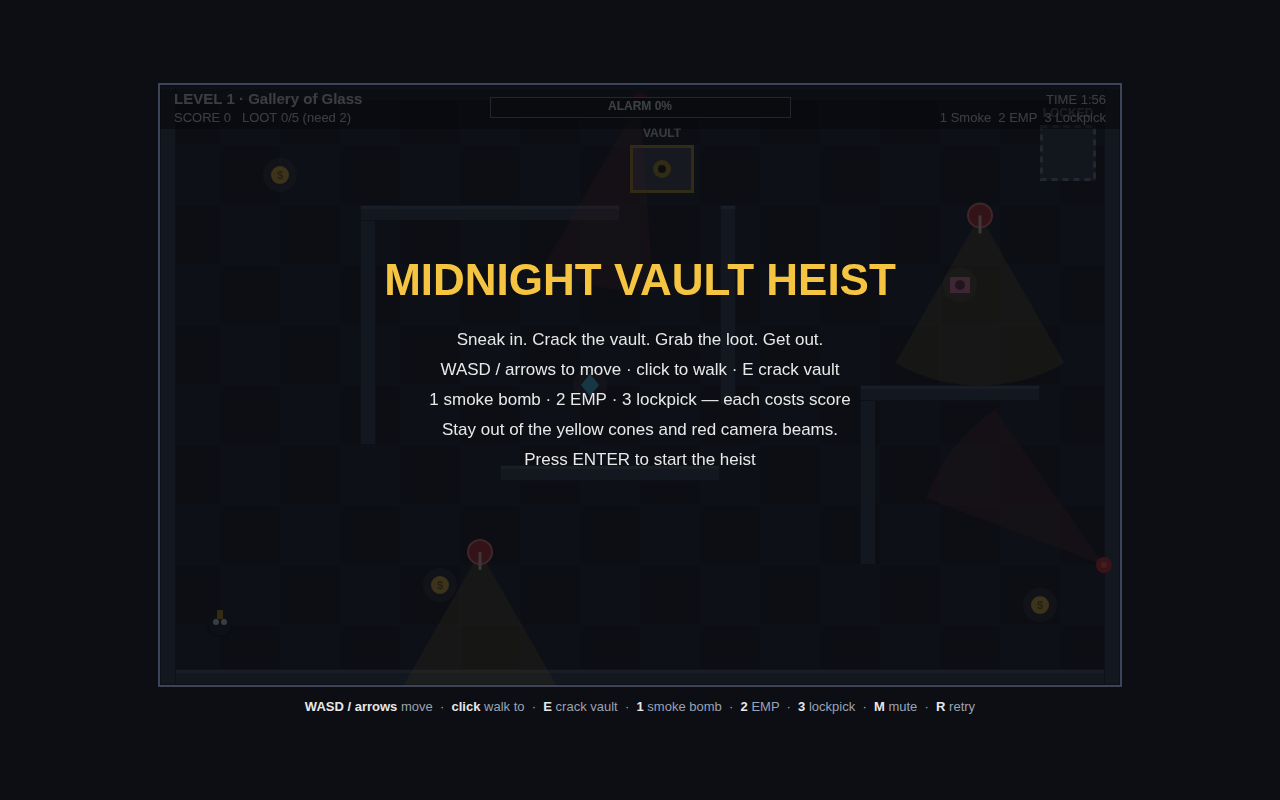 LEVEL 1 · Gallery of Glass
SCORE 0 LOOT 0/5 (need 2)
ALARM 0%
TIME 1:56
1 Smoke 2 EMP 3 Lockpick
LOCKED
VAULT
$
MIDNIGHT VAULT HEIST
Sneak in. Crack the vault. Grab the loot. Get out.
WASD / arrows to move · click to walk · E crack vault
1 smoke bomb · 2 EMP · 3 lockpick — each costs score
Stay out of the yellow cones and red camera beams.
Press ENTER to start the heist
$
$
WASD / arrows move · click walk to · E crack vault · 1 smoke bomb · 2 EMP · 3 lockpick · M mute · R retry